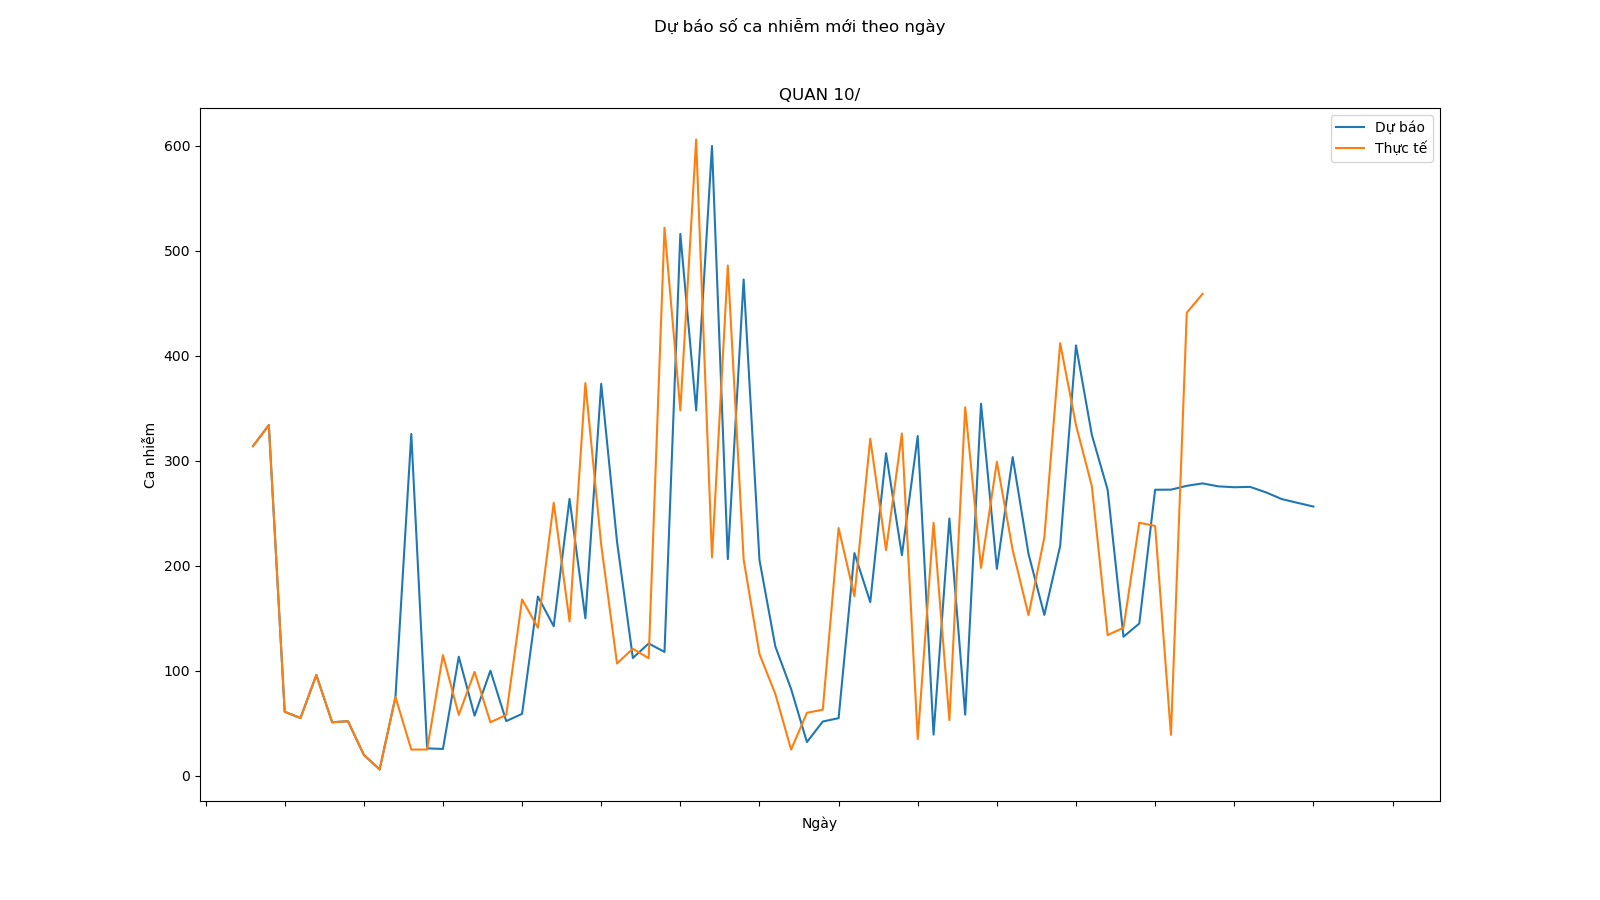 Dự báo số ca nhiễm mới theo ngày
QUAN 10/
Dự báo
Thực tế
600
500
400
300
200
100
0
Ca nhiễm
Ngày